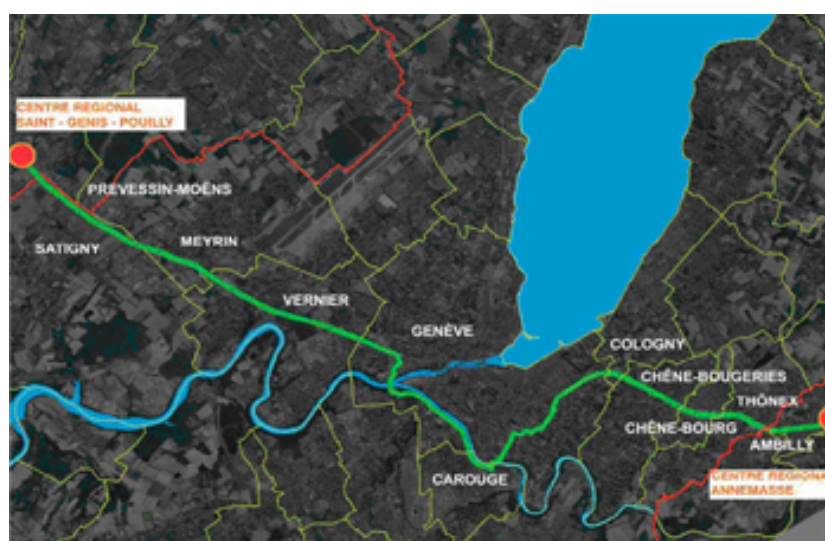 CENTRE REGIONAL
SAINT - GENIS - POUILLY
PREVESSIN-MOËNS
SATIGNY
MEYRIN
VERNIER
GENÈVE
COLOGNY
CHÊNE-BOUGERIES
THÔNEX
CHÊNE-BOURG
AMBILLY
CAROUGE
CENTRE REGIONA
ANNEMASSE